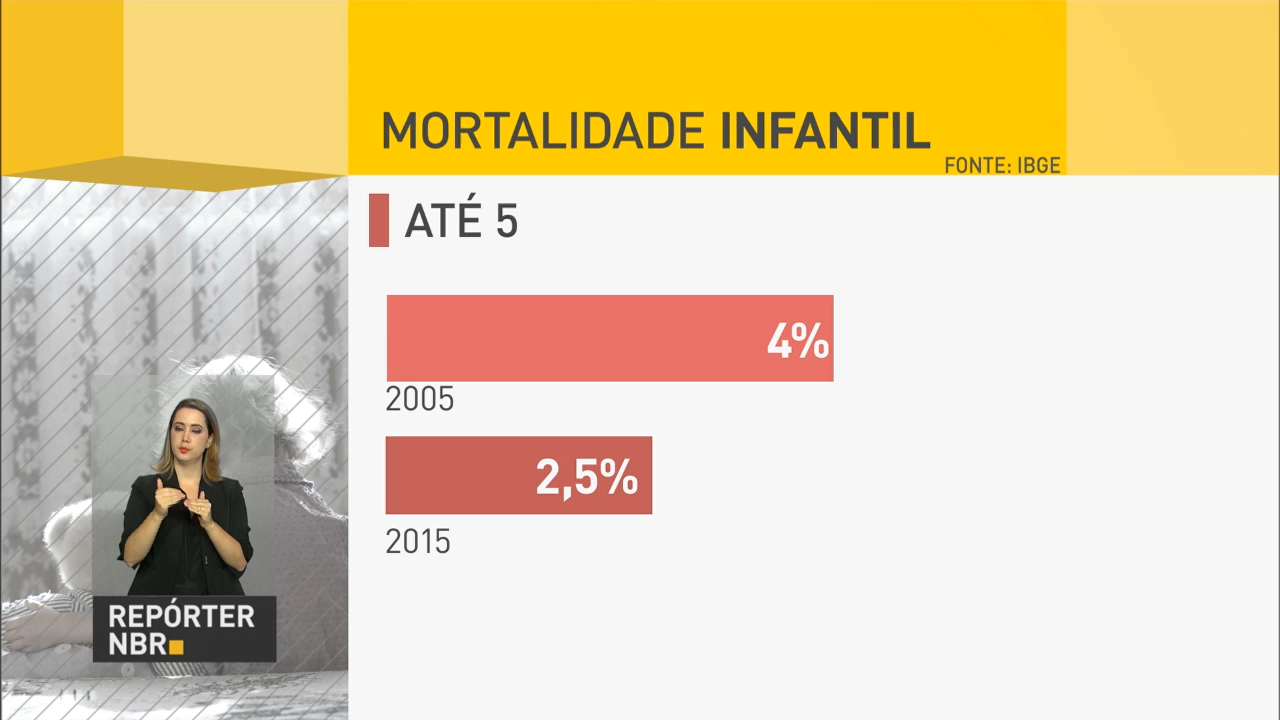 MORTALIDADE INFANTIL
FONTE: IBGE
ATÉ 5
4%
2005
2,5%
2015
REPÓRTER
NBR